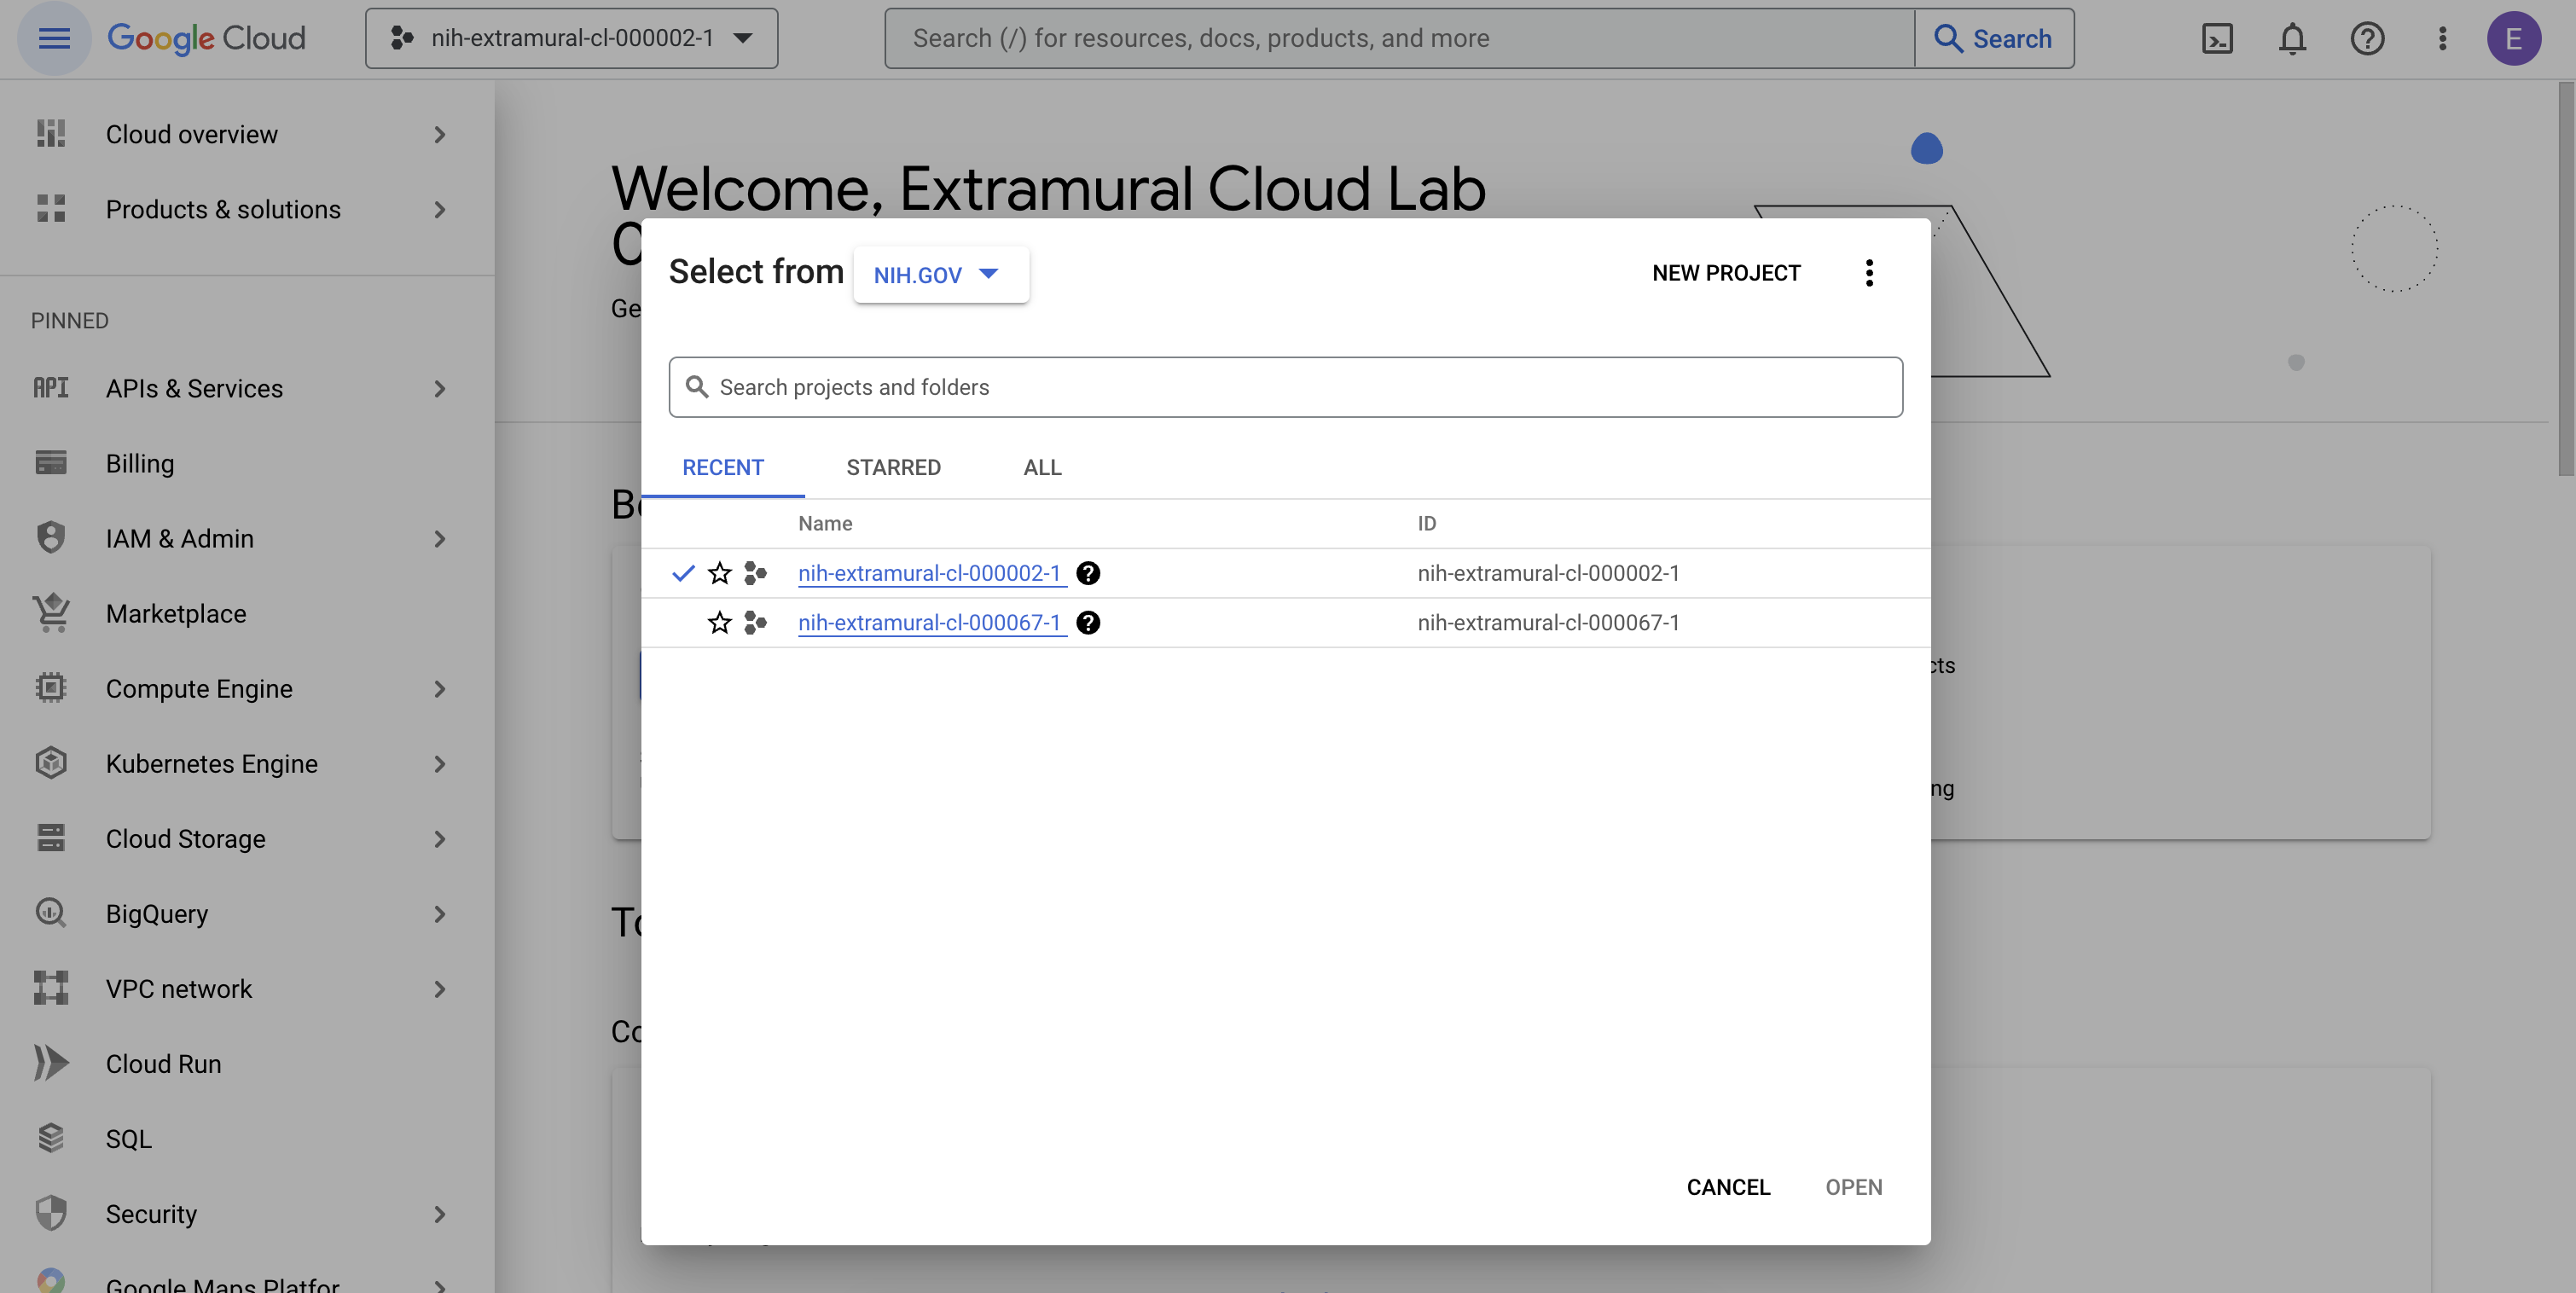 Google Cloud
nih-extramural-cl-000002-1
Search (/) for resources, docs, products, and more
Search
E
Cloud overview
Products & solutions
PINNED
API APIs & Services
Billing
IAM & Admin
Marketplace
Compute Engine
Kubernetes Engine
Cloud Storage
BigQuery
VPC network
Cloud Run
SQL
Security
Google Maps Platfor
Welcome, Extramural Cloud Lab
Select from
NIH.GOV
NEW PROJECT
Search projects and folders
RECENT
STARRED
ALL
Name
ID
nih-extramural-cl-000002-1
nih-extramural-cl-000002-1
nih-extramural-cl-000067-1
nih-extramural-cl-000067-1
CANCEL
OPEN